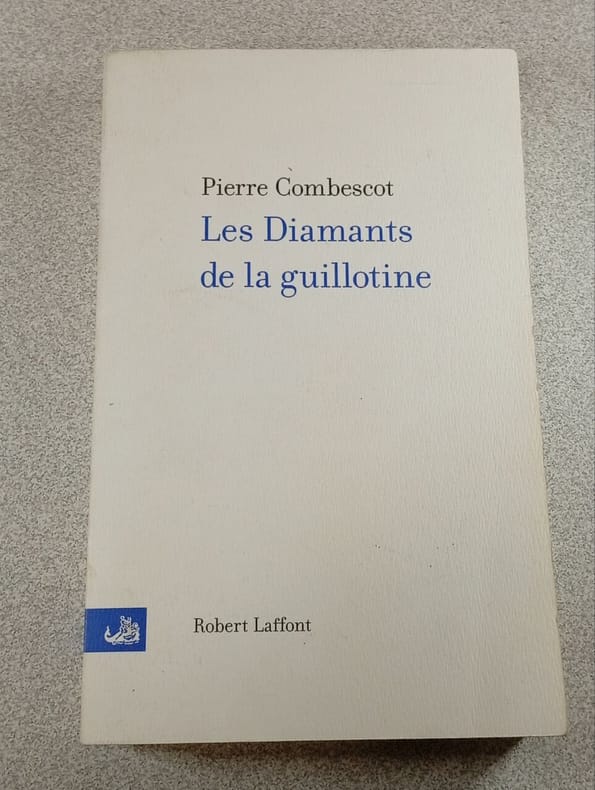 Pierre Combescot
Les Diamants
de la guillotine
Robert Laffont